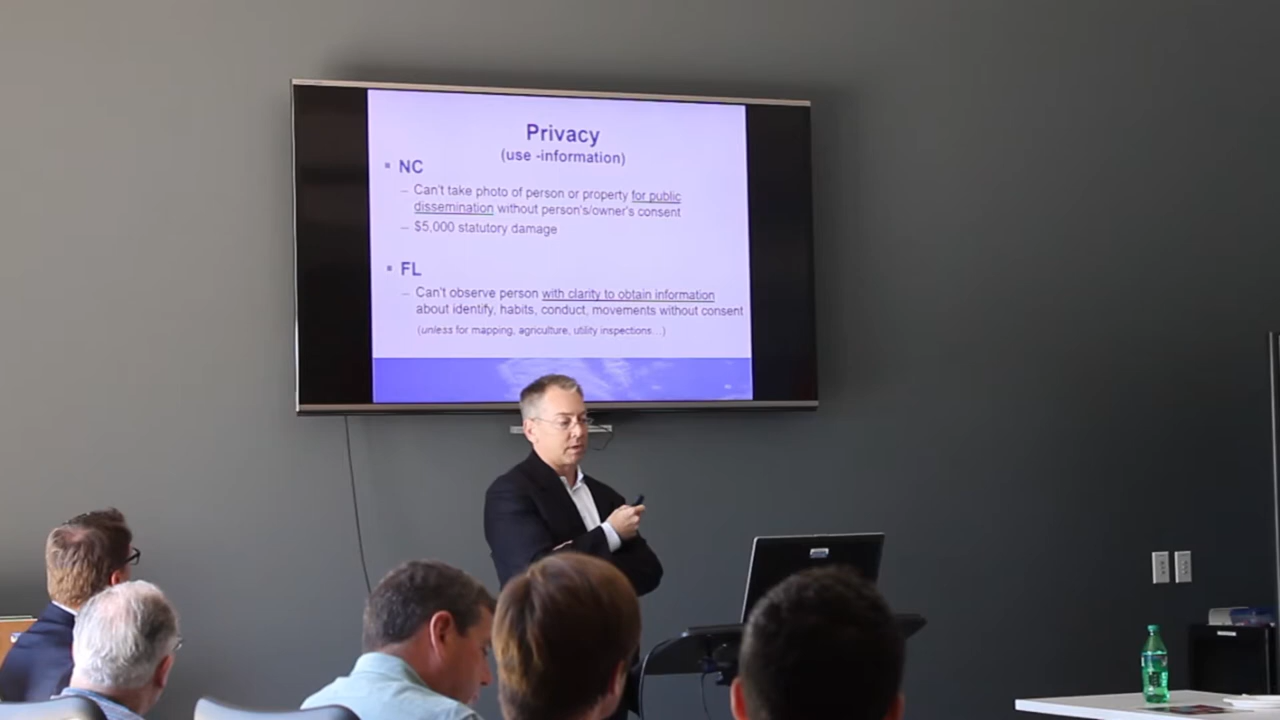 Privacy
(use -information)
▪ NC
– Can't take photo of person or property for public
dissemination without person's/owner's consent
– $5,000 statutory damage
▪ FL
– Can't observe person with clarity to obtain information
about identify, habits, conduct, movements without consent
(unless for mapping, agriculture, utility inspections...)